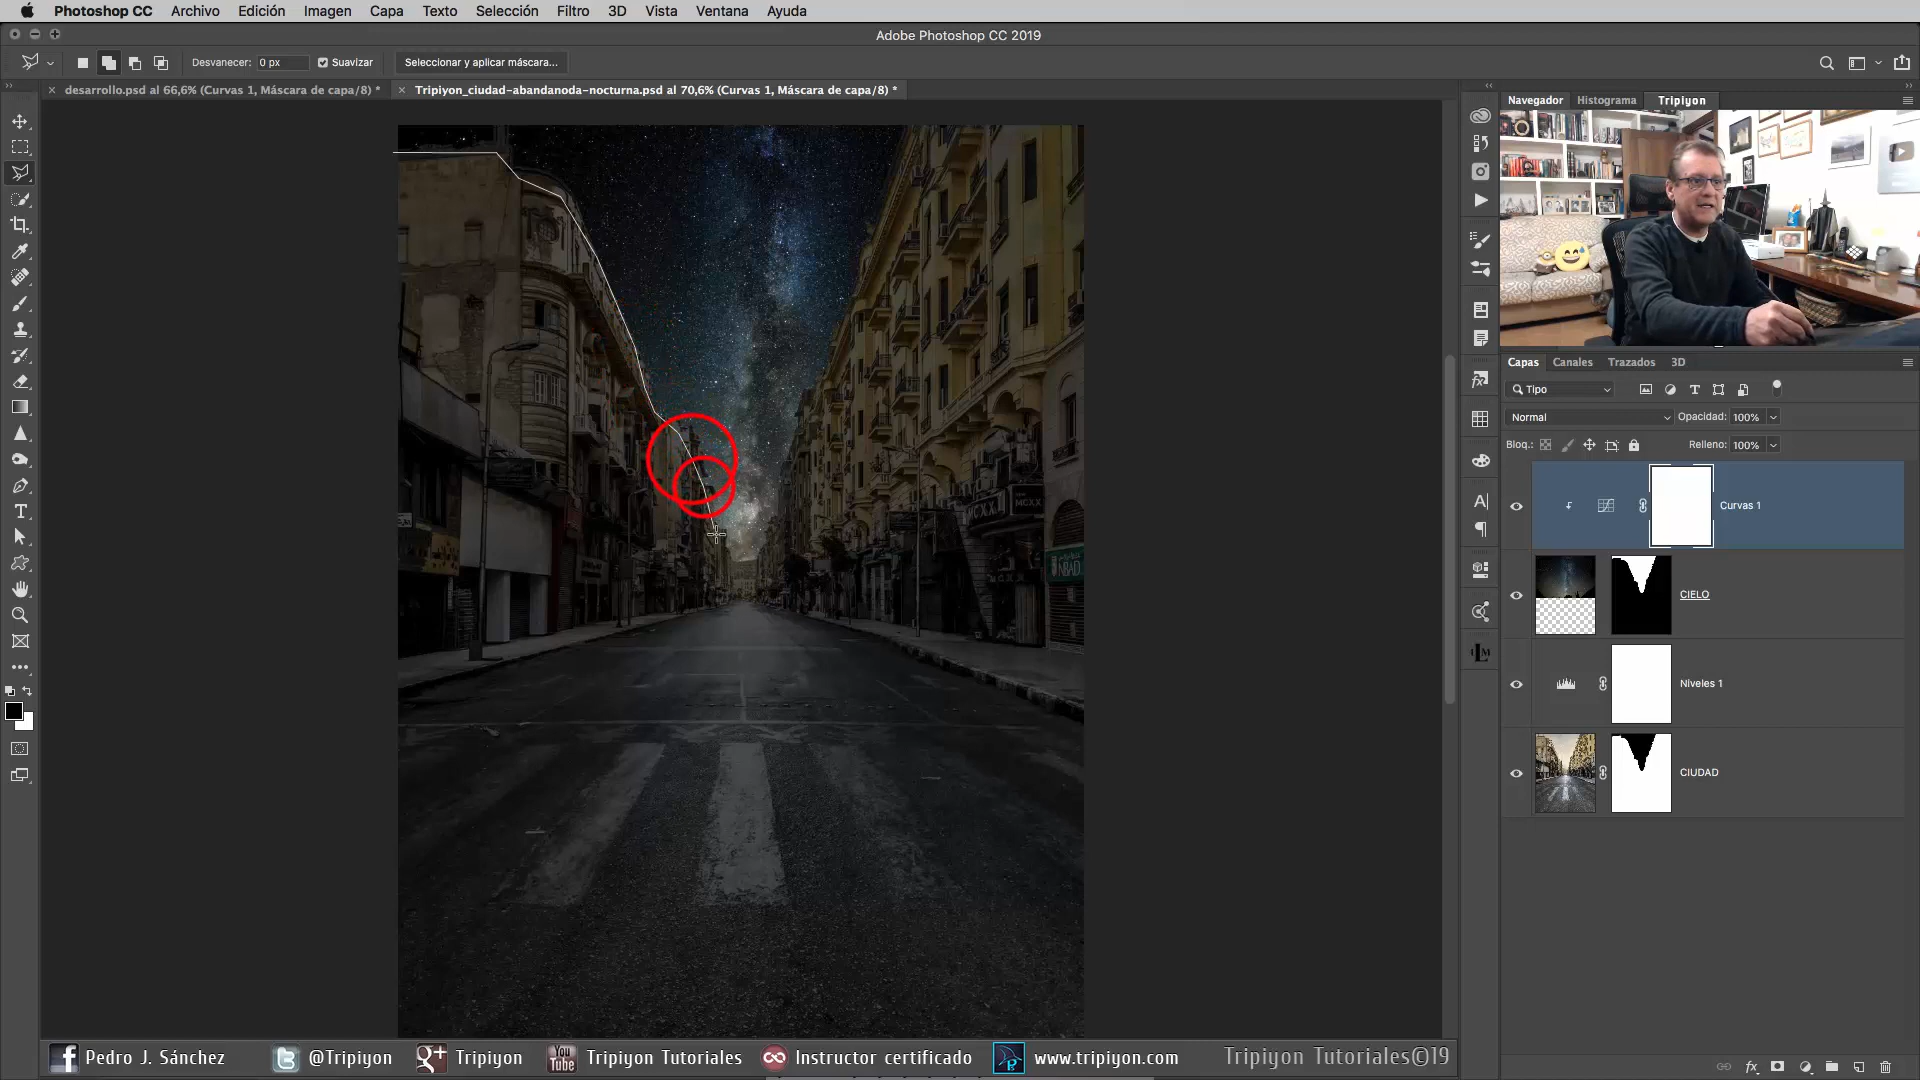 Photoshop CC Archivo Edición Imagen Capa Texto Selección Filtro 3D Vista Ventana Ayuda
Adobe Photoshop CC 2019
Desvanecer: 0 px Suavizar Seleccionar y aplicar máscara...
desarrollo.psd al 66,6% (Curvas 1, Máscara de capa/8) *
Tripiyon_ciudad-abandanoda-nocturna.psd al 70,6% (Curvas 1, Máscara de capa/8) *
Navegador Histograma Tripiyon
Capas Canales Trazados 3D
Tipo
Normal Opacidad: 100%
Bloq.: Relleno: 100%
Curvas 1
CIELO
Niveles 1
CIUDAD
MCXX
NBAD
Pedro J. Sánchez @Tripiyon Tripiyon Tripiyon Tutoriales Instructor certificado www.tripiyon.com Tripiyon Tutoriales©19